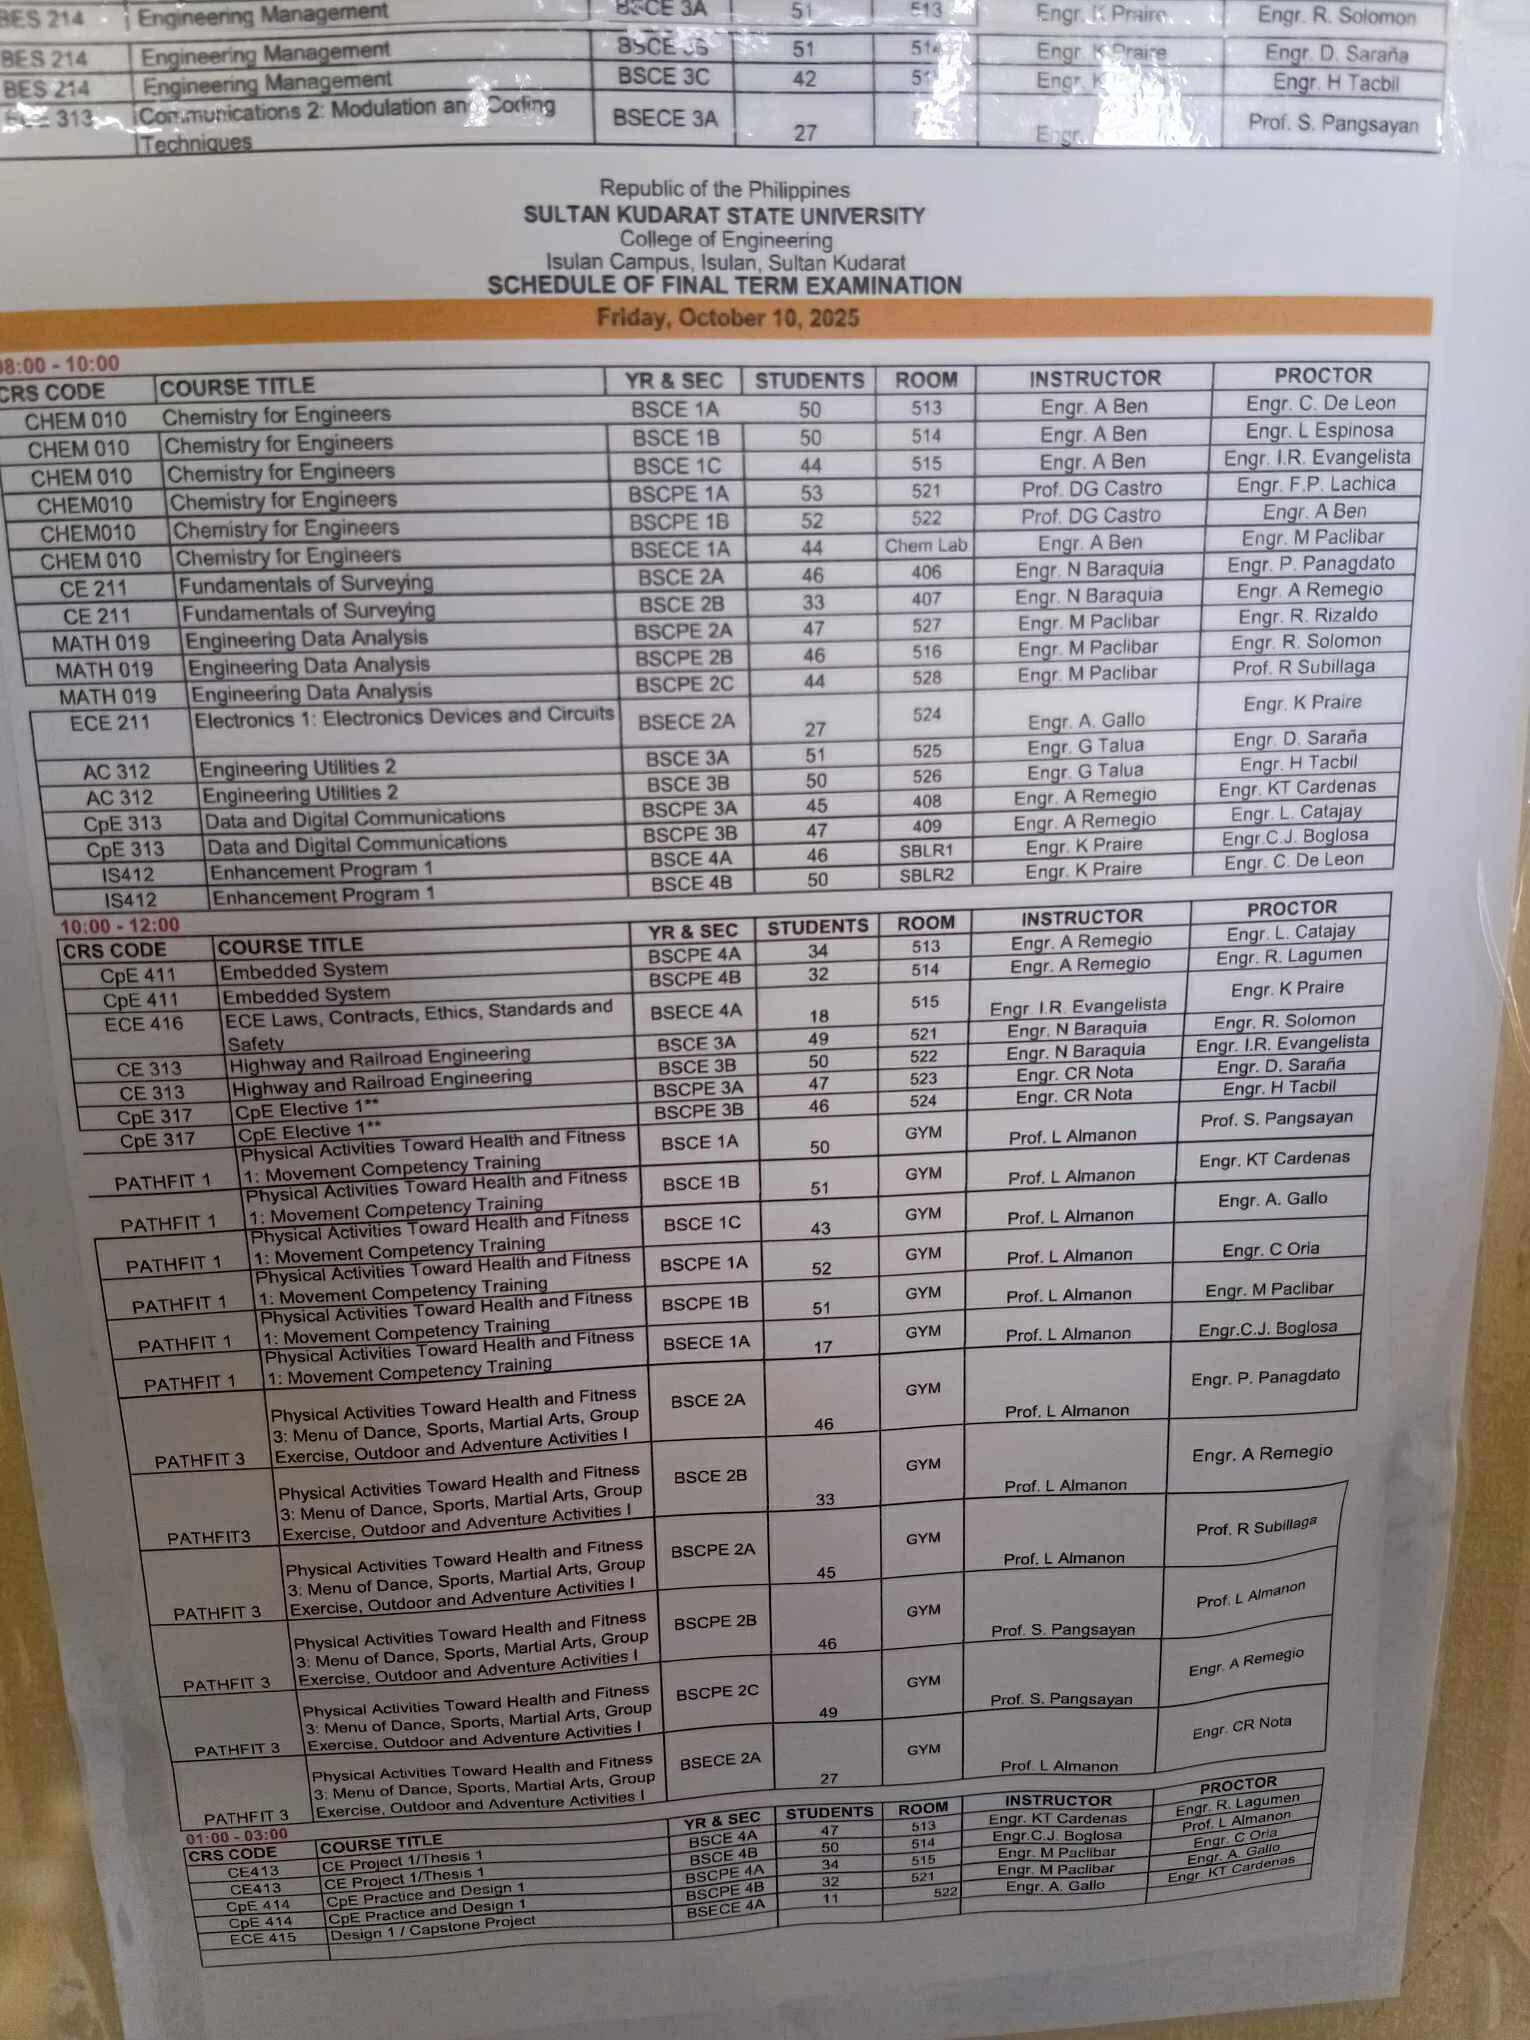 BES 214 Engineering Management BSCE 3A 51 513 Engr. K Praire Engr. R. Solomon
BES 214 Engineering Management BSCE 3B 51 514 Engr. K Praire Engr. D. Saraña
BES 214 Engineering Management BSCE 3C 42 Engr. Engr. H Tacbil
ECE 313 Communications 2: Modulation and Coding Techniques BSECE 3A 27 Engr. Prof. S. Pangsayan
Republic of the Philippines
SULTAN KUDARAT STATE UNIVERSITY
College of Engineering
Isulan Campus, Isulan, Sultan Kudarat
SCHEDULE OF FINAL TERM EXAMINATION
Friday, October 10, 2025
08:00 - 10:00
CRS CODE COURSE TITLE YR & SEC STUDENTS ROOM INSTRUCTOR PROCTOR
CHEM 010 Chemistry for Engineers BSCE 1A 50 513 Engr. A Ben Engr. C. De Leon
CHEM 010 Chemistry for Engineers BSCE 1B 50 514 Engr. A Ben Engr. L Espinosa
CHEM 010 Chemistry for Engineers BSCE 1C 44 515 Engr. A Ben Engr. I.R. Evangelista
CHEM010 Chemistry for Engineers BSCPE 1A 53 521 Prof. DG Castro Engr. F.P. Lachica
CHEM010 Chemistry for Engineers BSCPE 1B 52 522 Prof. DG Castro Engr. A Ben
CHEM 010 Chemistry for Engineers BSECE 1A 44 Chem Lab Engr. A Ben Engr. M Paclibar
CE 211 Fundamentals of Surveying BSCE 2A 46 406 Engr. N Baraquia Engr. P. Panagdato
CE 211 Fundamentals of Surveying BSCE 2B 33 407 Engr. N Baraquia Engr. A Remegio
MATH 019 Engineering Data Analysis BSCPE 2A 47 527 Engr. M Paclibar Engr. R. Rizaldo
MATH 019 Engineering Data Analysis BSCPE 2B 46 516 Engr. M Paclibar Engr. R. Solomon
MATH 019 Engineering Data Analysis BSCPE 2C 44 528 Engr. M Paclibar Prof. R Subillaga
ECE 211 Electronics 1: Electronics Devices and Circuits BSECE 2A 27 524 Engr. A. Gallo Engr. K Praire
AC 312 Engineering Utilities 2 BSCE 3A 51 525 Engr. G Talua Engr. D. Saraña
AC 312 Engineering Utilities 2 BSCE 3B 50 526 Engr. G Talua Engr. H Tacbil
CpE 313 Data and Digital Communications BSCPE 3A 45 408 Engr. A Remegio Engr. KT Cardenas
CpE 313 Data and Digital Communications BSCPE 3B 47 409 Engr. A Remegio Engr. L. Catajay
IS412 Enhancement Program 1 BSCE 4A 46 SBLR1 Engr. K Praire Engr.C.J. Boglosa
IS412 Enhancement Program 1 BSCE 4B 50 SBLR2 Engr. K Praire Engr. C. De Leon
10:00 - 12:00
CRS CODE COURSE TITLE YR & SEC STUDENTS ROOM INSTRUCTOR PROCTOR
CpE 411 Embedded System BSCPE 4A 34 513 Engr. A Remegio Engr. L. Catajay
CpE 411 Embedded System BSCPE 4B 32 514 Engr. A Remegio Engr. R. Lagumen
ECE 416 ECE Laws, Contracts, Ethics, Standards and Safety BSECE 4A 18 515 Engr I.R. Evangelista Engr. K Praire
CE 313 Highway and Railroad Engineering BSCE 3A 49 521 Engr. N Baraquia Engr. R. Solomon
CE 313 Highway and Railroad Engineering BSCE 3B 50 522 Engr. N Baraquia Engr. I.R. Evangelista
CpE 317 CpE Elective 1** BSCPE 3A 47 523 Engr. CR Nota Engr. D. Saraña
CpE 317 CpE Elective 1** BSCPE 3B 46 524 Engr. CR Nota Engr. H Tacbil
PATHFIT 1 Physical Activities Toward Health and Fitness 1: Movement Competency Training BSCE 1A 50 GYM Prof. L Almanon Prof. S. Pangsayan
PATHFIT 1 Physical Activities Toward Health and Fitness 1: Movement Competency Training BSCE 1B 51 GYM Prof. L Almanon Engr. KT Cardenas
PATHFIT 1 Physical Activities Toward Health and Fitness 1: Movement Competency Training BSCE 1C 43 GYM Prof. L Almanon Engr. A. Gallo
PATHFIT 1 Physical Activities Toward Health and Fitness 1: Movement Competency Training BSCPE 1A 52 GYM Prof. L Almanon Engr. C Oria
PATHFIT 1 Physical Activities Toward Health and Fitness 1: Movement Competency Training BSCPE 1B 51 GYM Prof. L Almanon Engr. M Paclibar
PATHFIT 1 Physical Activities Toward Health and Fitness 1: Movement Competency Training BSECE 1A 17 GYM Prof. L Almanon Engr.C.J. Boglosa
PATHFIT 3 Physical Activities Toward Health and Fitness 3: Menu of Dance, Sports, Martial Arts, Group Exercise, Outdoor and Adventure Activities I BSCE 2A 46 GYM Prof. L Almanon Engr. P. Panagdato
PATHFIT3 Physical Activities Toward Health and Fitness 3: Menu of Dance, Sports, Martial Arts, Group Exercise, Outdoor and Adventure Activities I BSCE 2B 33 GYM Prof. L Almanon Engr. A Remegio
PATHFIT 3 Physical Activities Toward Health and Fitness 3: Menu of Dance, Sports, Martial Arts, Group Exercise, Outdoor and Adventure Activities I BSCPE 2A 45 GYM Prof. L Almanon Prof. R Subillaga
PATHFIT 3 Physical Activities Toward Health and Fitness 3: Menu of Dance, Sports, Martial Arts, Group Exercise, Outdoor and Adventure Activities I BSCPE 2B 46 GYM Prof. S. Pangsayan Prof. L Almanon
PATHFIT 3 Physical Activities Toward Health and Fitness 3: Menu of Dance, Sports, Martial Arts, Group Exercise, Outdoor and Adventure Activities I BSCPE 2C 49 GYM Prof. S. Pangsayan Engr. A Remegio
PATHFIT 3 Physical Activities Toward Health and Fitness 3: Menu of Dance, Sports, Martial Arts, Group Exercise, Outdoor and Adventure Activities I BSECE 2A 27 GYM Prof. L Almanon Engr. CR Nota
01:00 - 03:00
CRS CODE COURSE TITLE YR & SEC STUDENTS ROOM INSTRUCTOR PROCTOR
CE413 CE Project 1/Thesis 1 BSCE 4A 47 513 Engr. KT Cardenas Engr. R. Lagumen
CE413 CE Project 1/Thesis 1 BSCE 4B 50 514 Engr.C.J. Boglosa Prof. L Almanon
CpE 414 CpE Practice and Design 1 BSCPE 4A 34 515 Engr. M Paclibar Engr. C Oria
CpE 414 CpE Practice and Design 1 BSCPE 4B 32 521 Engr. M Paclibar Engr. A. Gallo
ECE 415 Design 1 / Capstone Project BSECE 4A 11 522 Engr. A. Gallo Engr. KT Cardenas